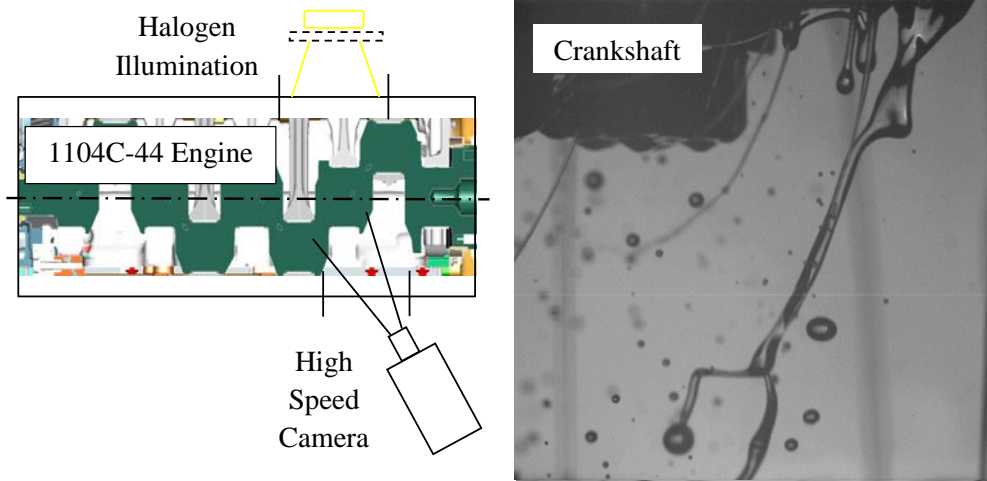 Halogen
Illumination
1104C-44 Engine
High
Speed
Camera
Crankshaft